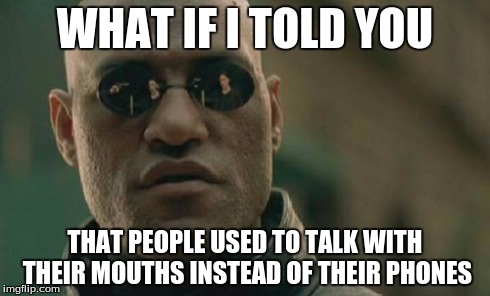 WHAT IF I TOLD YOU
THAT PEOPLE USED TO TALK WITH
THEIR MOUTHS INSTEAD OF THEIR PHONES
imgflip.com